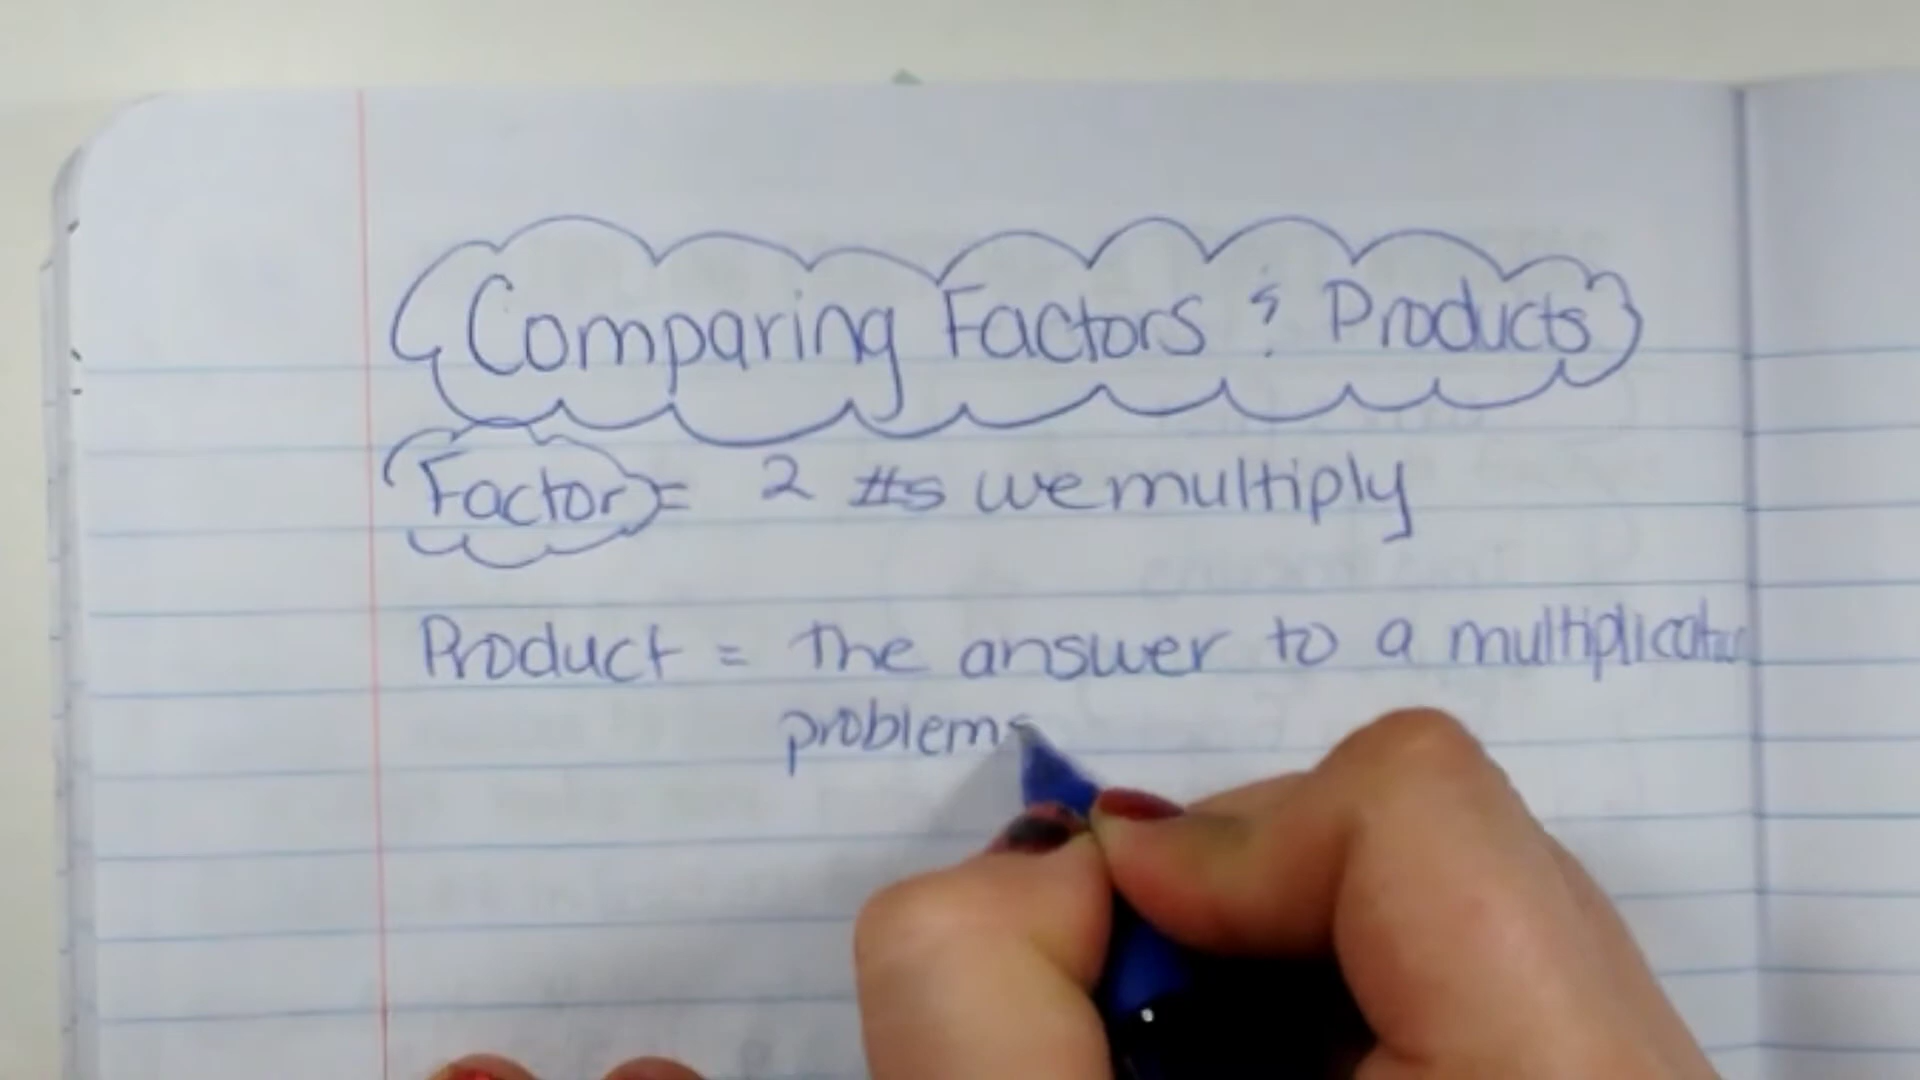 Comparing Factors & Products
Factor = 2 #s we multiply
Product = The answer to a multiplication
problems